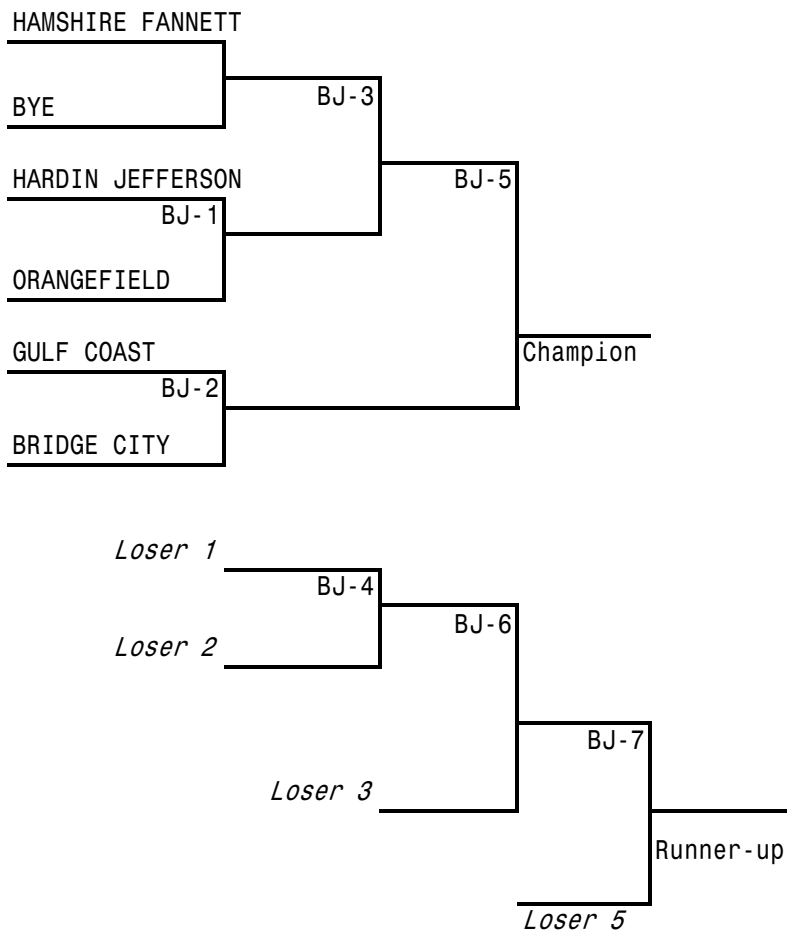 HAMSHIRE FANNETT
BJ-3
BYE
HARDIN JEFFERSON
BJ-5
BJ-1
ORANGEFIELD
GULF COAST
Champion
BJ-2
BRIDGE CITY
Loser 1
BJ-4
BJ-6
Loser 2
BJ-7
Loser 3
Runner-up
Loser 5